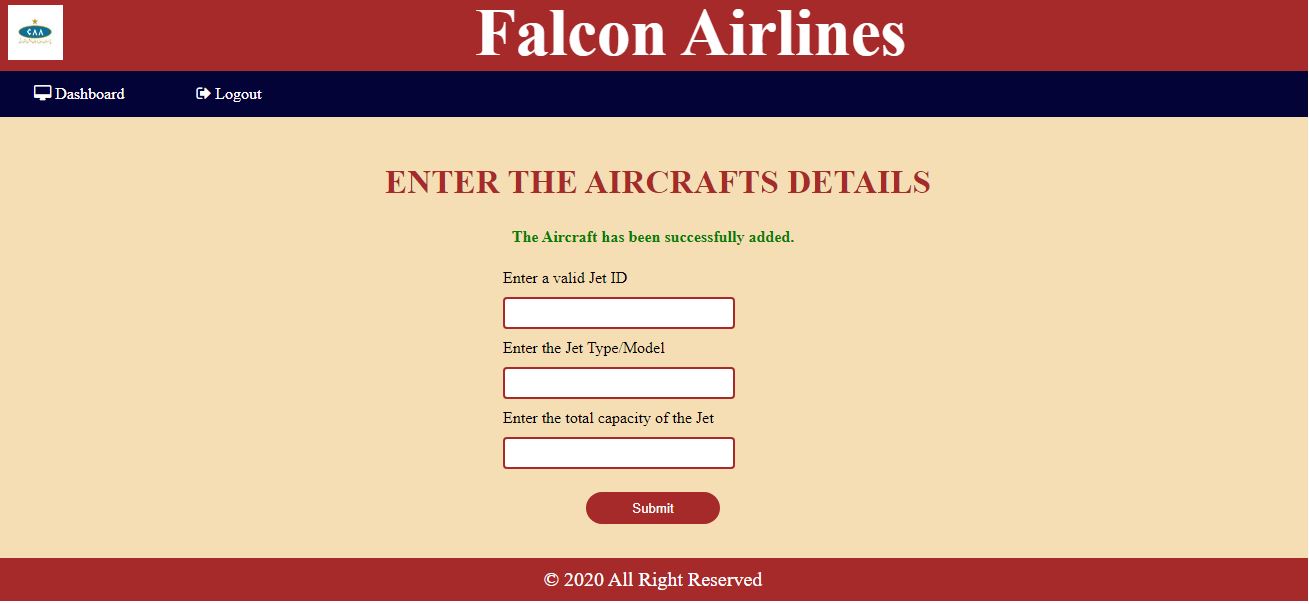 CAA
Falcon Airlines
Dashboard
Logout
ENTER THE AIRCRAFTS DETAILS
The Aircraft has been successfully added.
Enter a valid Jet ID
Enter the Jet Type/Model
Enter the total capacity of the Jet
Submit
© 2020 All Right Reserved